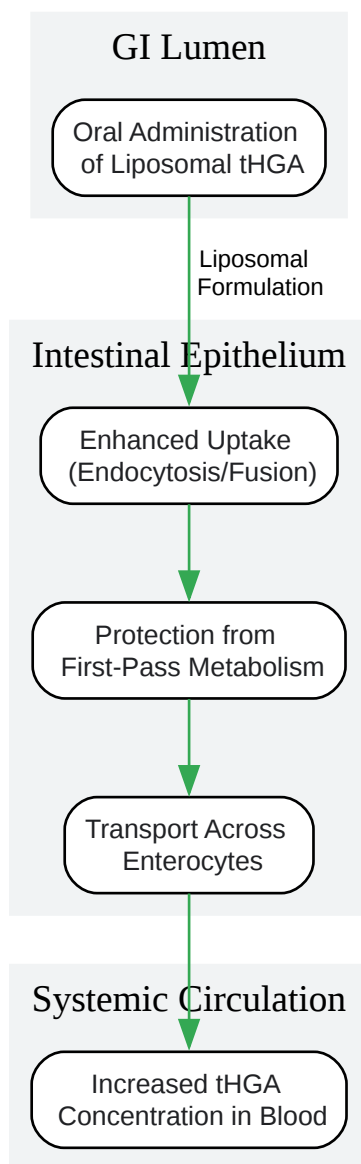 GI Lumen
Oral Administration
of Liposomal tHGA
Liposomal
Formulation
Intestinal Epithelium
Enhanced Uptake
(Endocytosis/Fusion)
Protection from
First-Pass Metabolism
Transport Across
Enterocytes
Systemic Circulation
Increased tHGA
Concentration in Blood